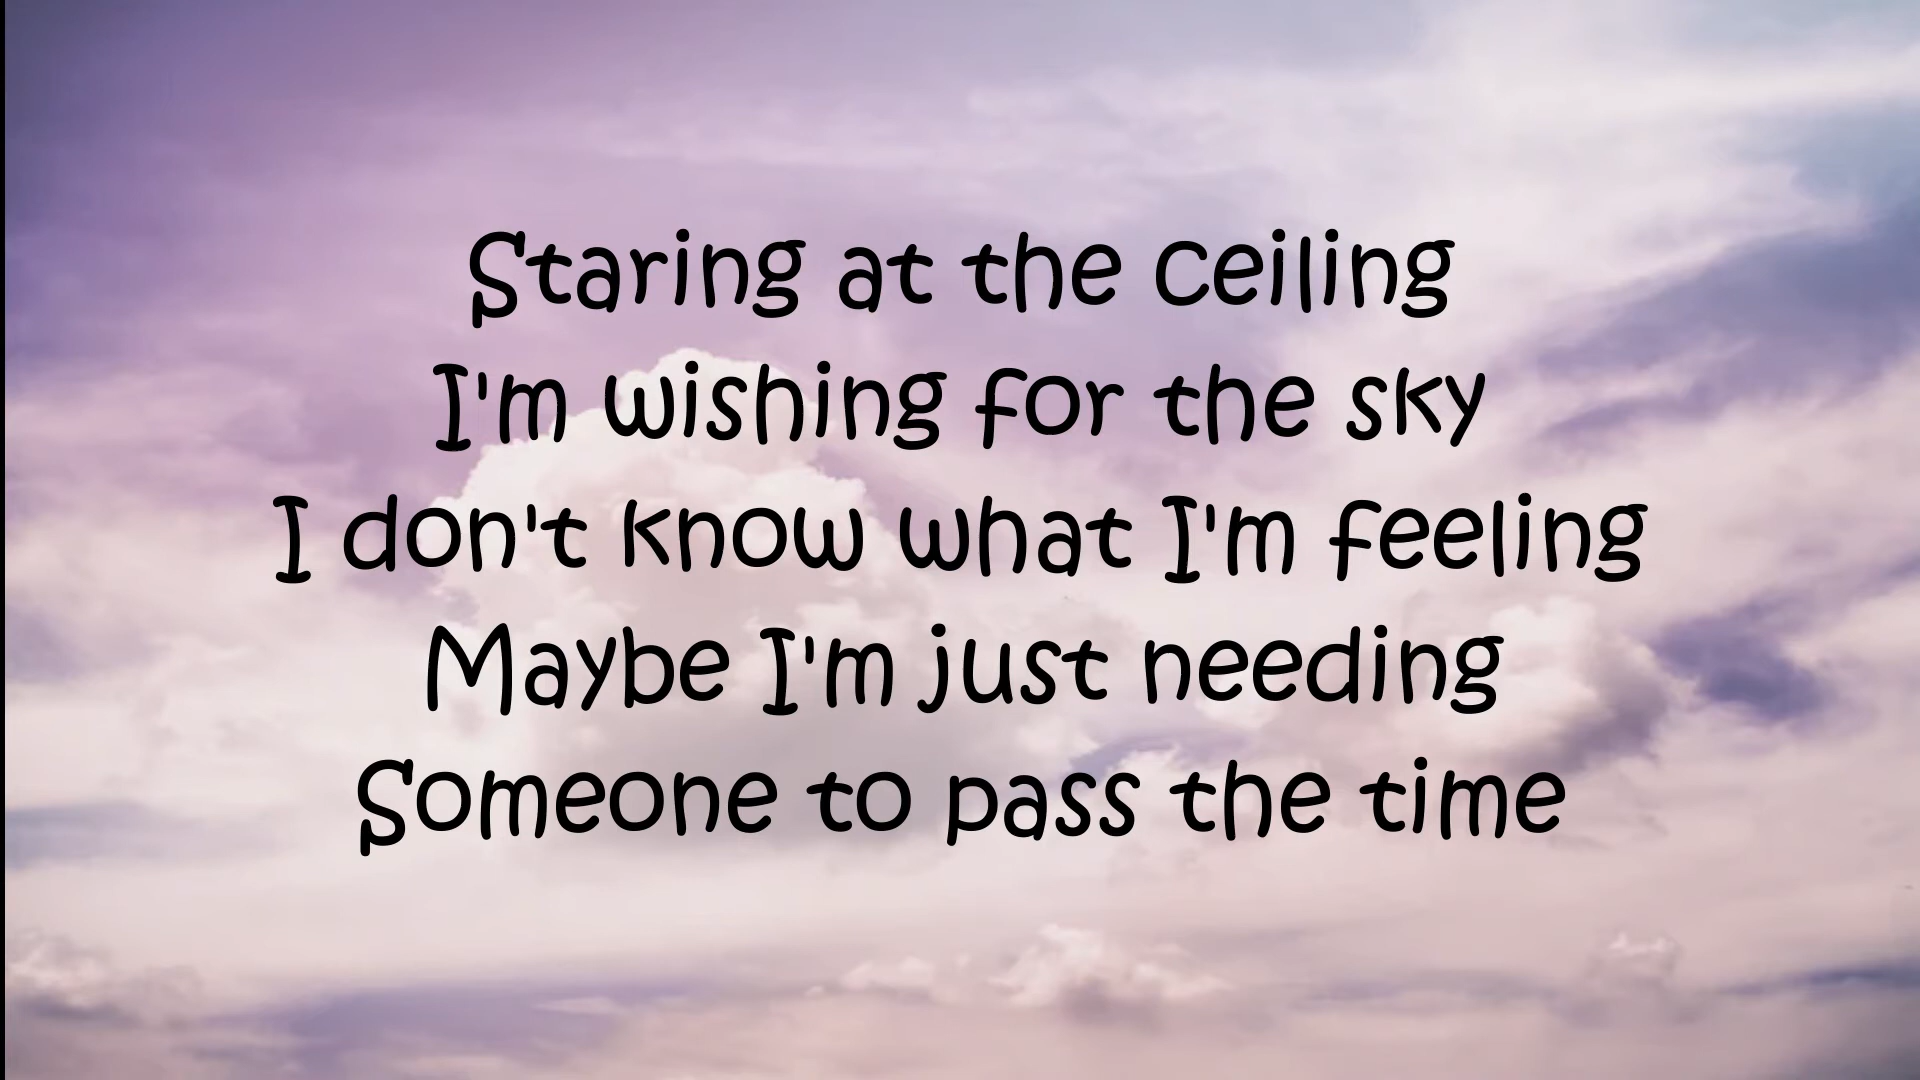 Staring at the ceiling
I'm wishing for the sky
I don't know what I'm feeling
Maybe I'm just needing
Someone to pass the time